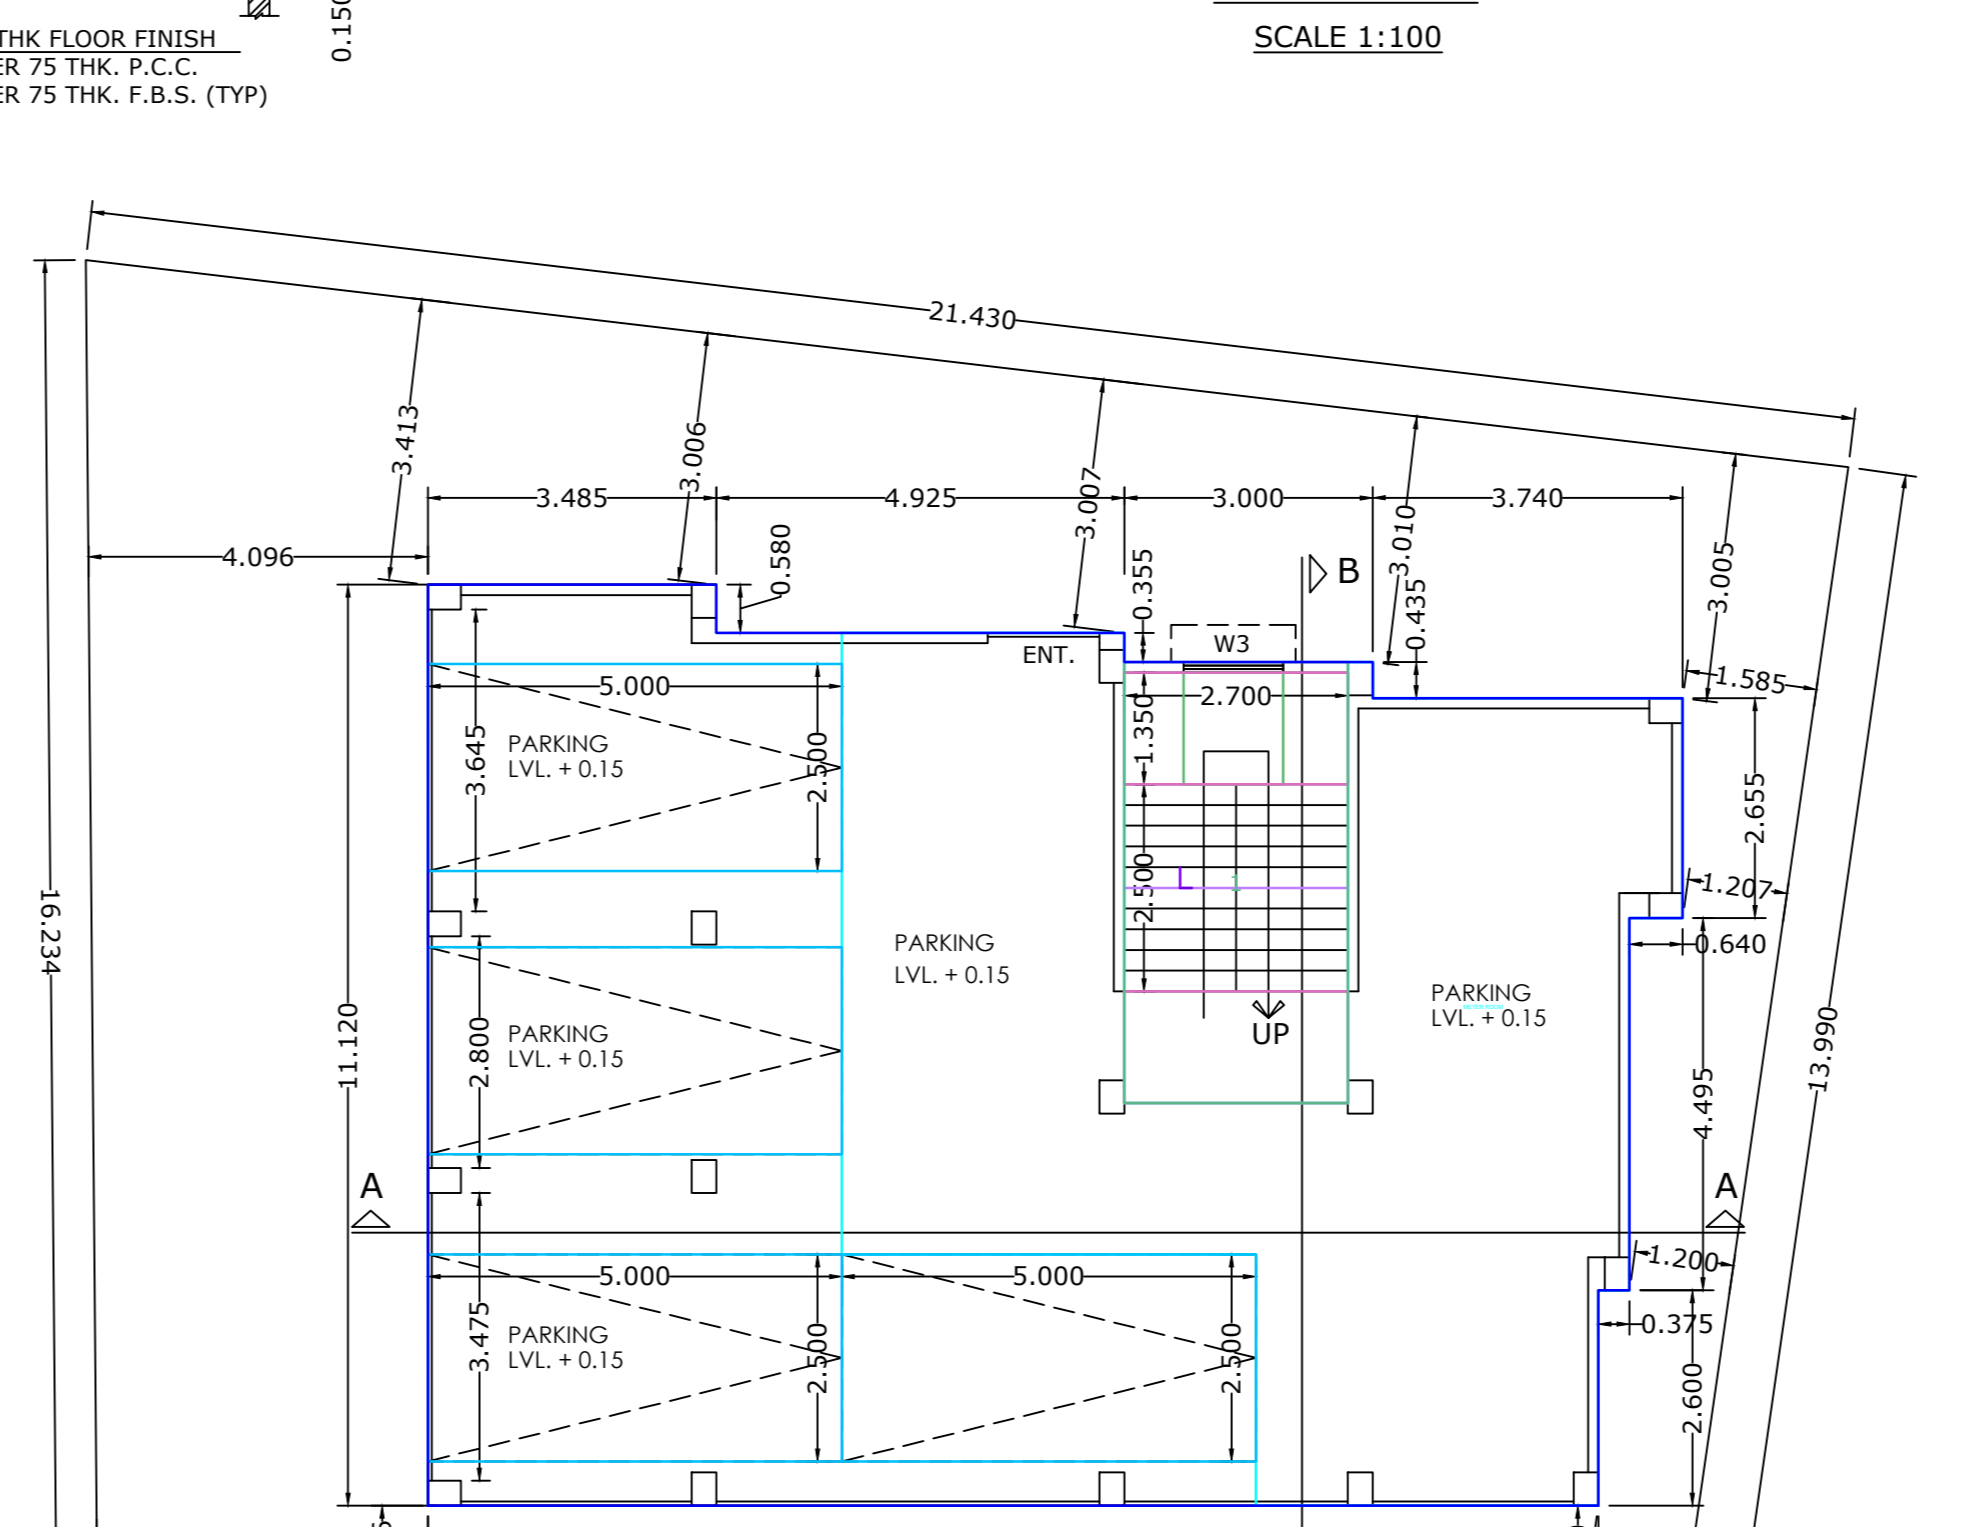 THK FLOOR FINISH
ER 75 THK. P.C.C.
ER 75 THK. F.B.S. (TYP)
0.150
SCALE 1:100
21.430
3.413
3.006
3.007
3.010
3.005
3.485
4.925
3.000
3.740
4.096
0.580
0.355
0.435
B
W3
ENT.
1.585
5.000
2.700
1.350
3.645
PARKING
LVL. + 0.15
2.500
2.655
2.500
1
1.207
16.234
0.640
PARKING
LVL. + 0.15
PARKING
LVL. + 0.15
UP
11.120
2.800
PARKING
LVL. + 0.15
13.990
4.495
A
A
1.200
5.000
5.000
3.475
PARKING
LVL. + 0.15
2.500
2.500
0.375
2.600